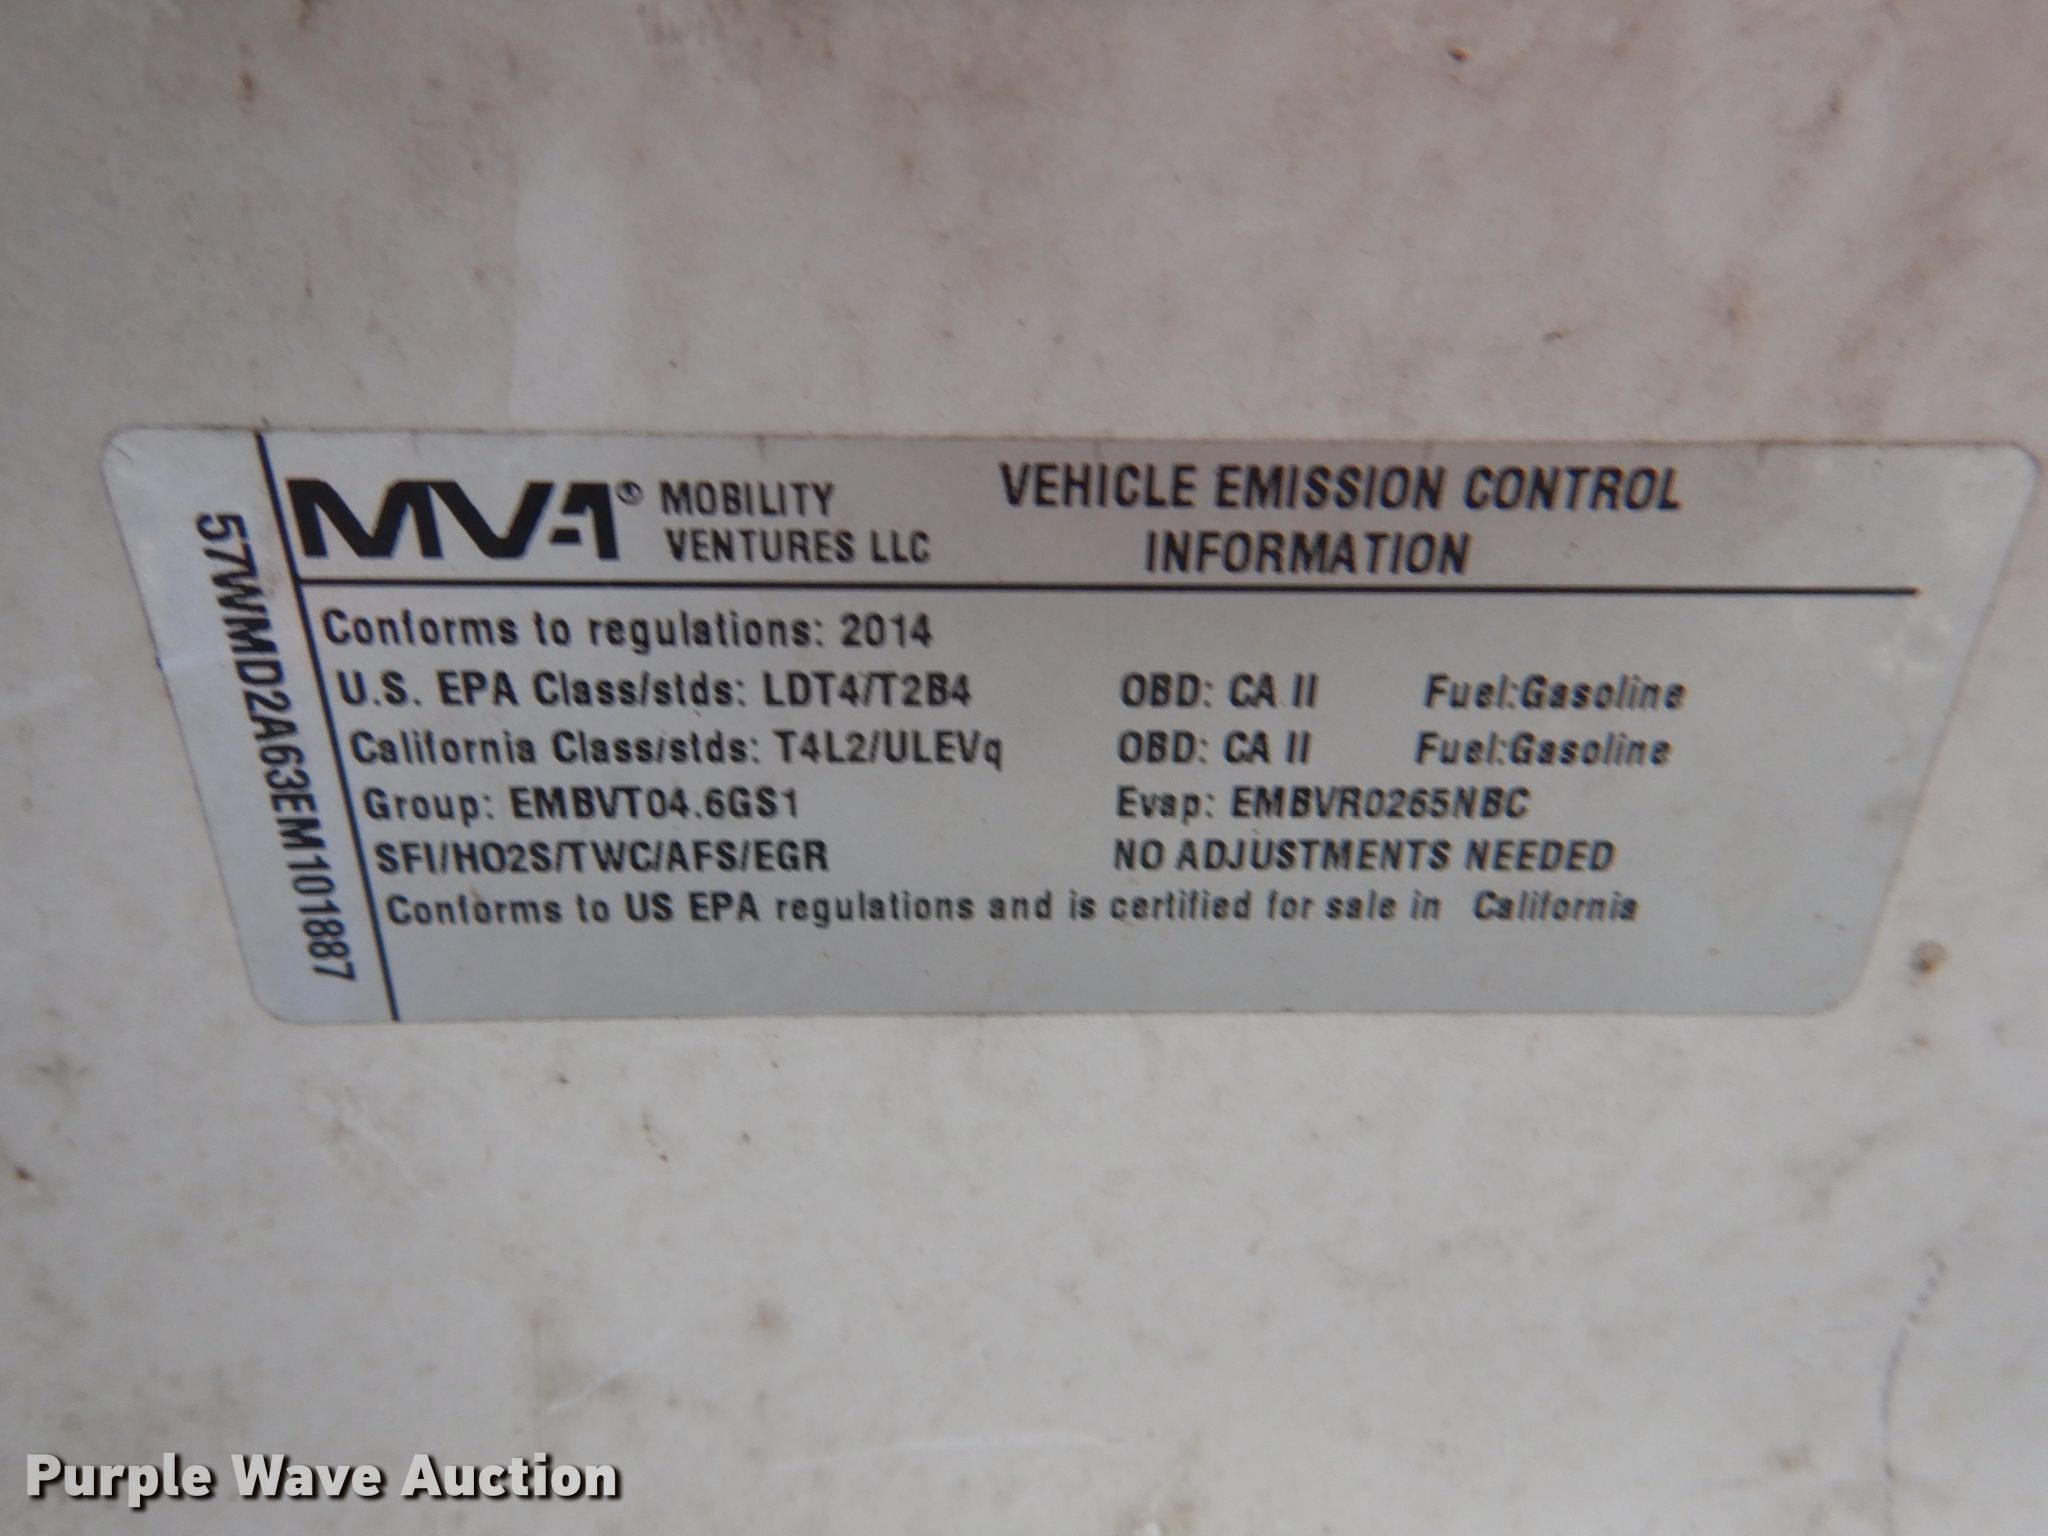 57WMD2A63EM101887
MV-1® MOBILITY
VENTURES LLC
VEHICLE EMISSION CONTROL
INFORMATION
Conforms to regulations: 2014
U.S. EPA Class/stds: LDT4/T2B4 OBD: CA II Fuel:Gasoline
California Class/stds: T4L2/ULEVq OBD: CA II Fuel:Gasoline
Group: EMBVT04.6GS1 Evap: EMBVR0265NBC
SFI/HO2S/TWC/AFS/EGR NO ADJUSTMENTS NEEDED
Conforms to US EPA regulations and is certified for sale in California
Purple Wave Auction